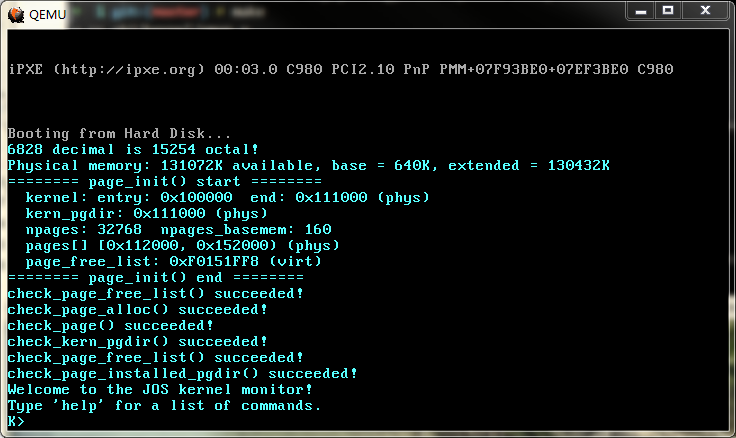 QEMU
iPXE (http://ipxe.org) 00:03.0 C980 PCI2.10 PnP PMM+07F93BE0+07EF3BE0 C980
Booting from Hard Disk...
6828 decimal is 15254 octal!
Physical memory: 131072K available, base = 640K, extended = 130432K
======== page_init() start ========
  kernel: entry: 0x100000  end: 0x111000 (phys)
  kern_pgdir: 0x111000 (phys)
  npages: 32768  npages_basemem: 160
  pages[] [0x112000, 0x152000) (phys)
  page_free_list: 0xF0151FF8 (virt)
======== page_init() end ========
check_page_free_list() succeeded!
check_page_alloc() succeeded!
check_page() succeeded!
check_kern_pgdir() succeeded!
check_page_free_list() succeeded!
check_page_installed_pgdir() succeeded!
Welcome to the JOS kernel monitor!
Type 'help' for a list of commands.
K>